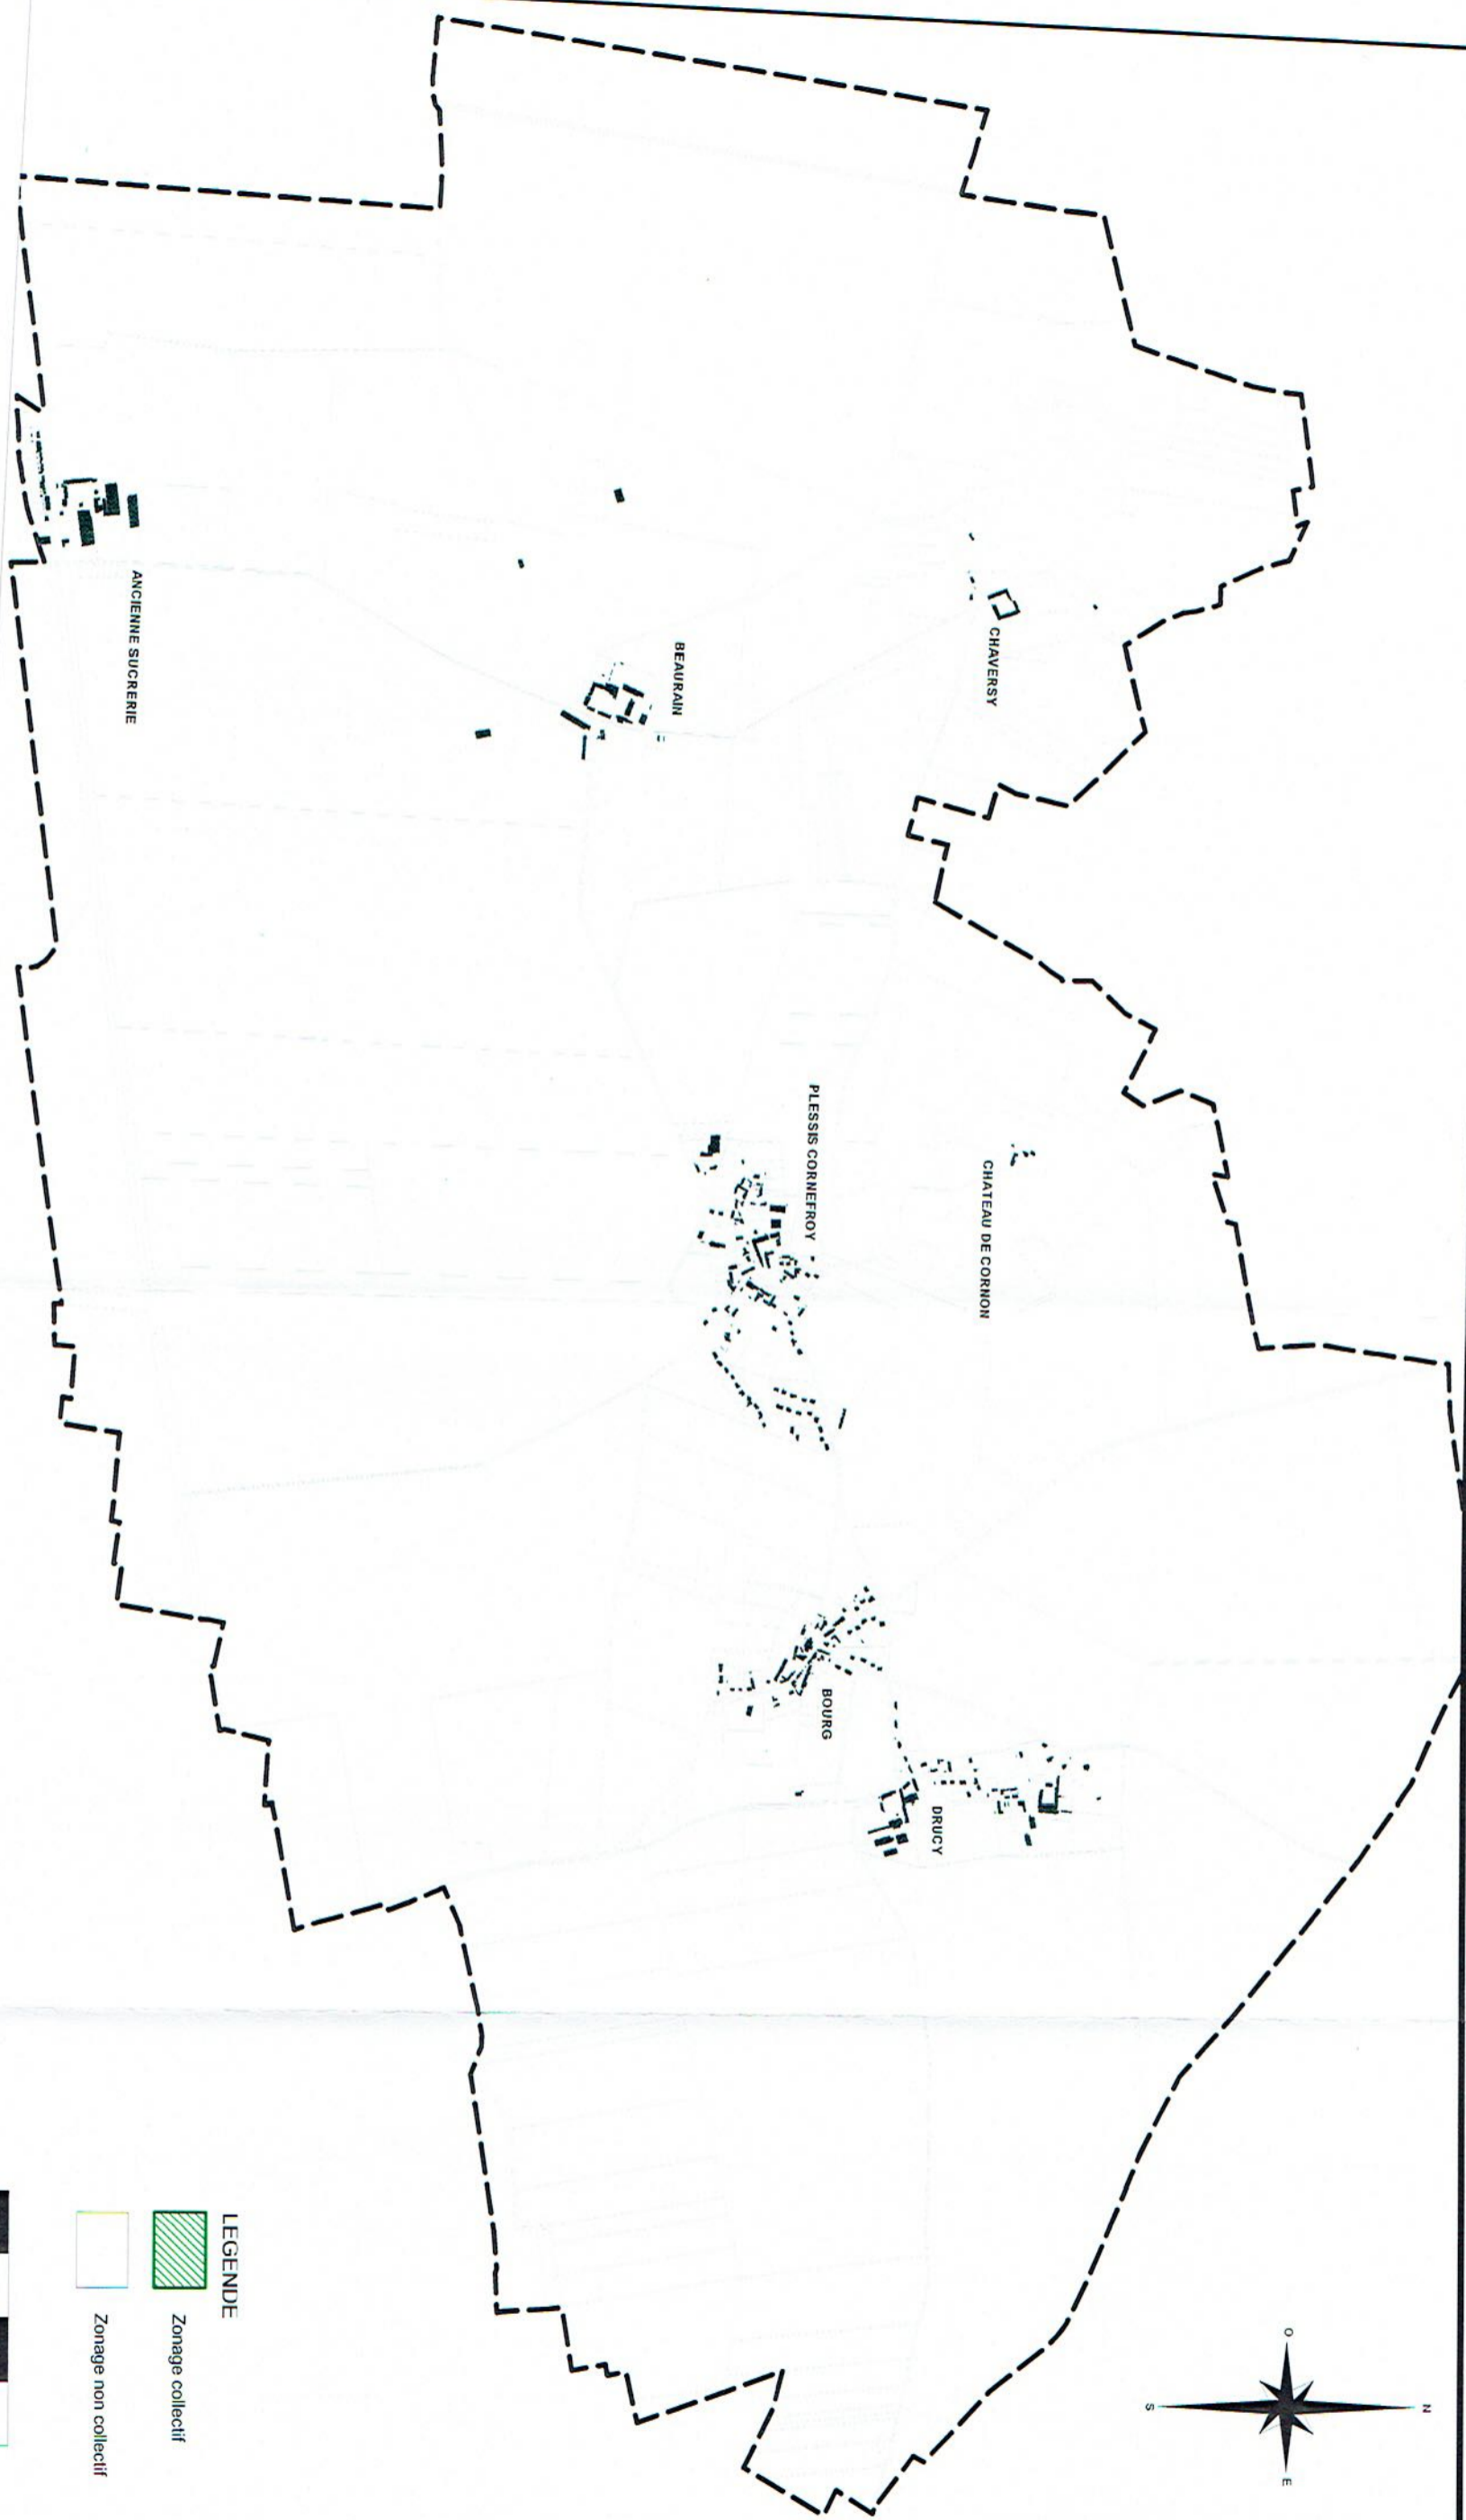 CHAVERSY
BEAURAIN
ANCIENNE SUCRERIE
CHATEAU DE CORNON
PLESSIS CORNEFROY
BOURG
DRUCY
N
O
E
S
LEGENDE
Zonage collectif
Zonage non collectif